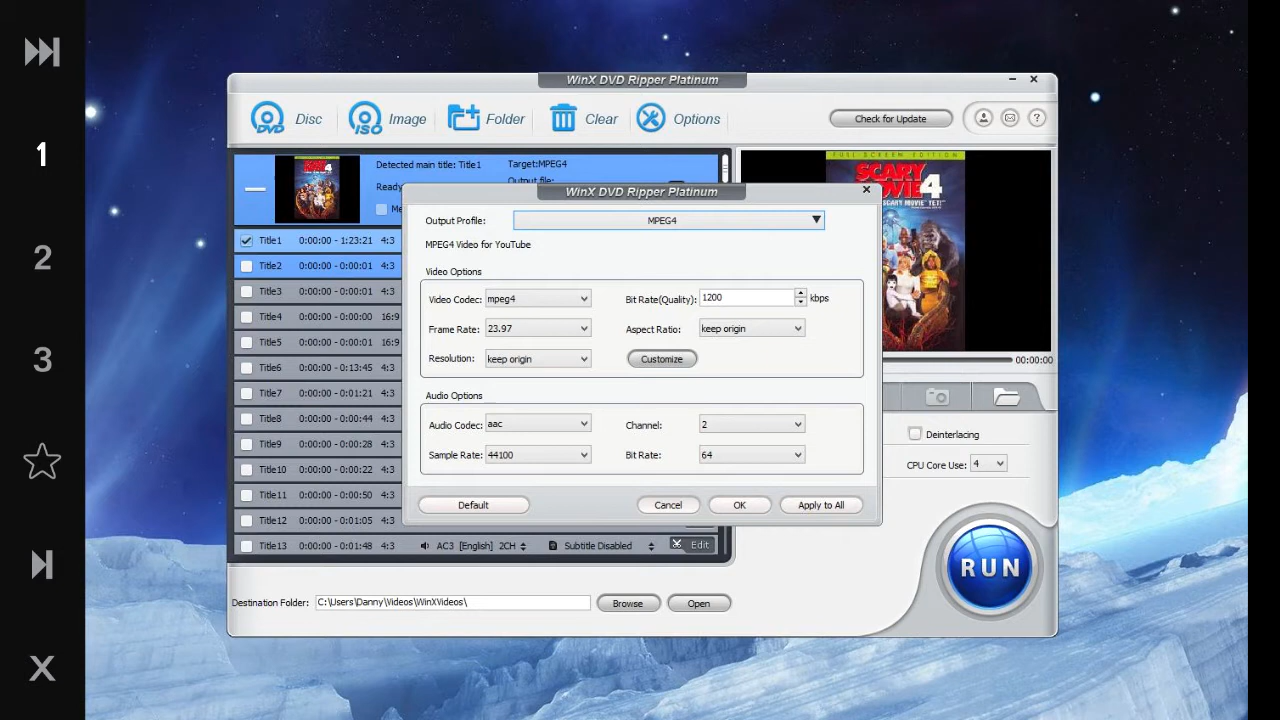 1
2
3
X
WinX DVD Ripper Platinum
DVD Disc
ISO Image
Folder
Clear
Options
Check for Update
?
Detected main title: Title1 Target:MPEG4
Ready
Output file:
Me
FULL-SCREEN EDITION
SCARY
MOVIE 4
SCARY MOVIE YET!
WinX DVD Ripper Platinum
Output Profile: MPEG4
MPEG4 Video for YouTube
Video Options
Video Codec: mpeg4 Bit Rate(Quality): 1200 kbps
Frame Rate: 23.97 Aspect Ratio: keep origin
Resolution: keep origin Customize
Audio Options
Audio Codec: aac Channel: 2
Sample Rate: 44100 Bit Rate: 64
Default Cancel OK Apply to All
Title1 0:00:00 - 1:23:21 4:3
Title2 0:00:00 - 0:00:01 4:3
Title3 0:00:00 - 0:00:01 4:3
Title4 0:00:00 - 0:00:00 16:9
Title5 0:00:00 - 0:00:01 16:9
Title6 0:00:00 - 0:13:45 4:3
Title7 0:00:00 - 0:01:21 4:3
Title8 0:00:00 - 0:00:44 4:3
Title9 0:00:00 - 0:00:28 4:3
Title10 0:00:00 - 0:00:22 4:3
Title11 0:00:00 - 0:00:50 4:3
Title12 0:00:00 - 0:01:05 4:3
Title13 0:00:00 - 0:01:48 4:3 AC3 [English] 2CH Subtitle Disabled Edit
00:00:00
Deinterlacing
CPU Core Use: 4
RUN
Destination Folder: C:\Users\Danny\Videos\WinXVideos\ Browse Open